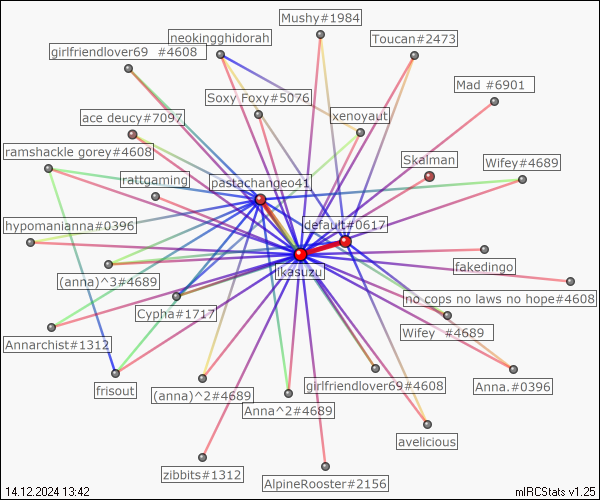 Mushy#1984
neokingghidorah
Toucan#2473
girlfriendlover69 #4608
Mad #6901
Soxy Foxy#5076
ace deucy#7097
xenoyaut
ramshackle gorey#4608
Skalman
Wifey#4689
rattgaming
pastachangeo41
hypomanianna#0396
default#0617
fakedingo
Ikasuzu
(anna)^3#4689
no cops no laws no hope#4608
Cypha#1717
Wifey #4689
Annarchist#1312
frisout
girlfriendlover69#4608
Anna.#0396
(anna)^2#4689
Anna^2#4689
avelicious
zibbits#1312
AlpineRooster#2156
14.12.2024 13:42
mIRCStats v1.25